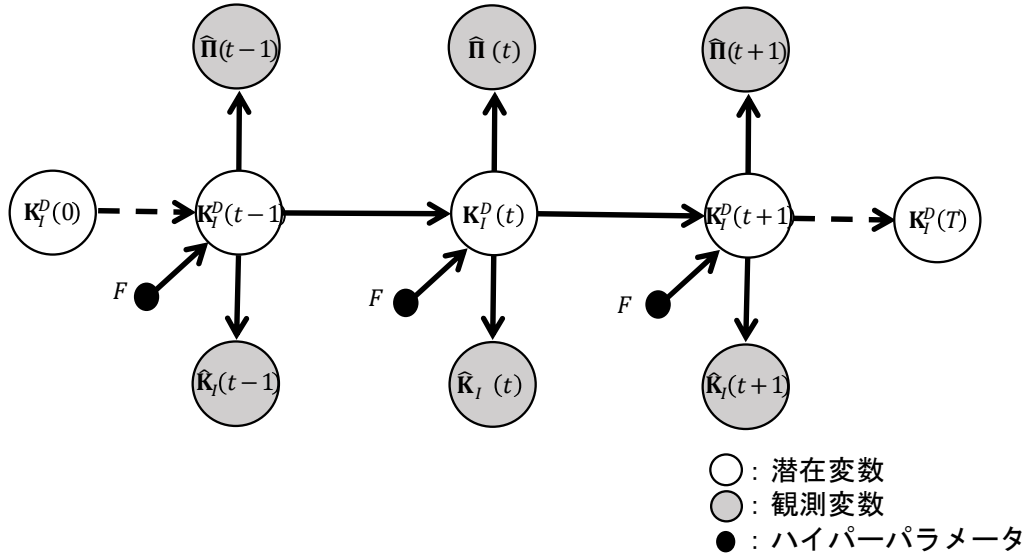 𝚷̂(t−1)
𝚷̂ (t)
𝚷̂(t+1)
𝐊_I^D(0)
𝐊_I^D(t−1)
𝐊_I^D(t)
𝐊_I^D(t+1)
𝐊_I^D(T)
F
F
F
𝐊̂_I(t−1)
𝐊̂_I (t)
𝐊̂_I(t+1)
: 潜在変数
: 観測変数
: ハイパーパラメータ